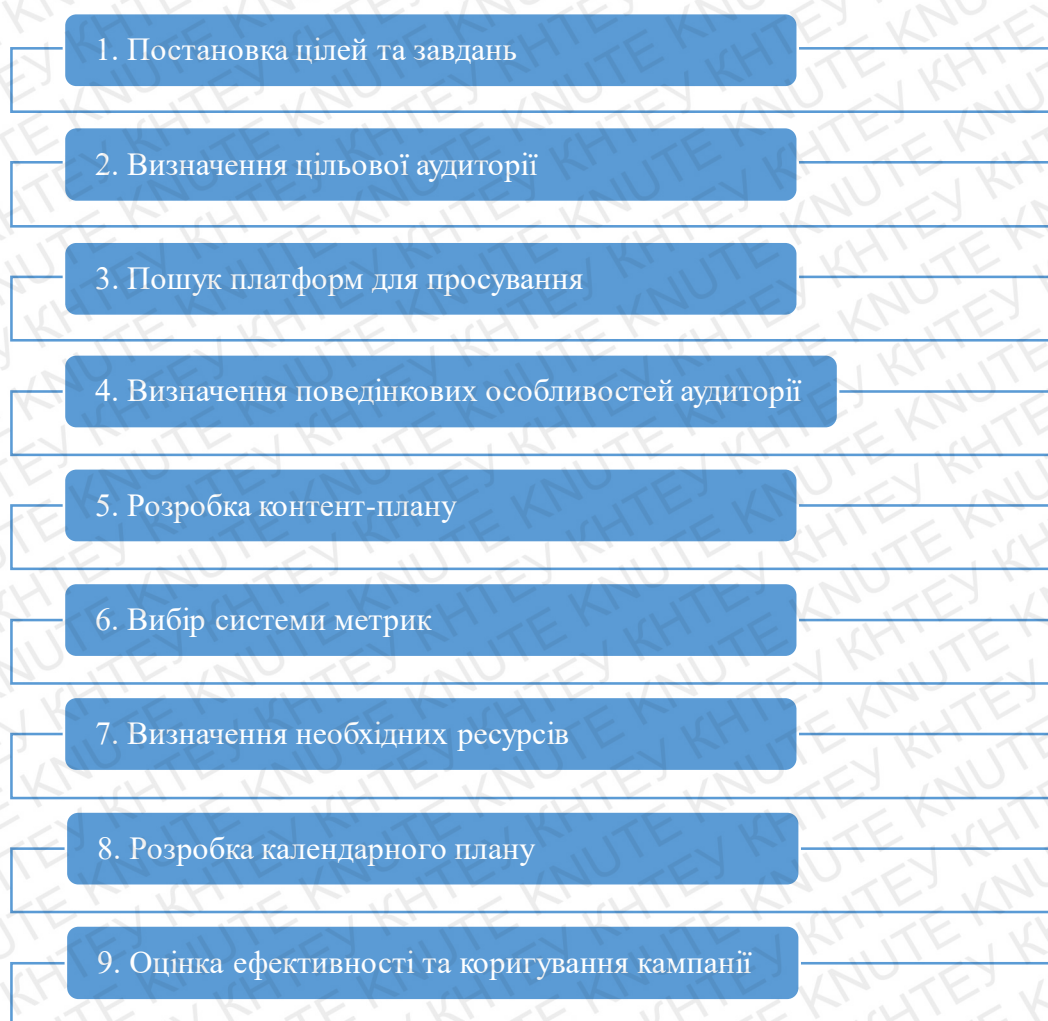 1. Постановка цілей та завдань
2. Визначення цільової аудиторії
3. Пошук платформ для просування
4. Визначення поведінкових особливостей аудиторії
5. Розробка контент-плану
6. Вибір системи метрик
7. Визначення необхідних ресурсів
8. Розробка календарного плану
9. Оцінка ефективності та коригування кампанії